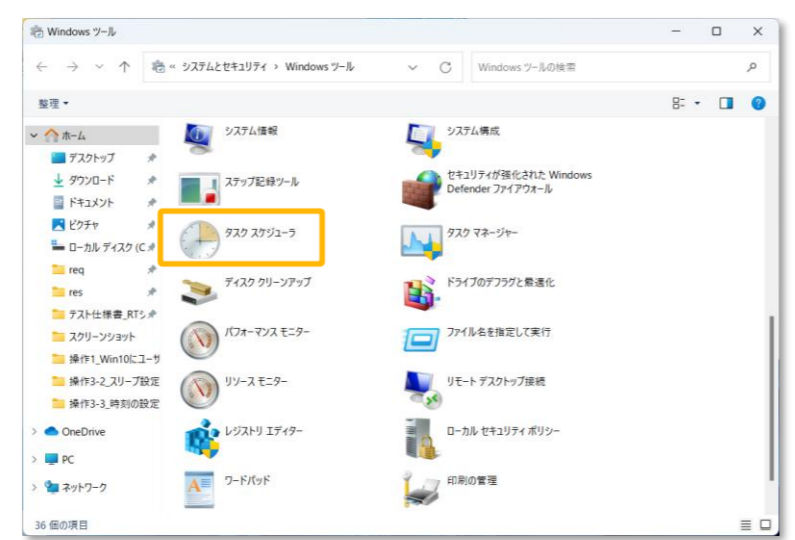 Windows ツール
« システムとセキュリティ › Windows ツール
Windows ツールの検索
整理
ホーム
デスクトップ
ダウンロード
ドキュメント
ピクチャ
ローカル ディスク (C
req
res
テスト仕様書_RTシ
スクリーンショット
操作1_Win10にユーザ
操作3-2_スリープ設定
操作3-3_時刻の設定
OneDrive
PC
ネットワーク
システム情報
システム構成
ステップ記録ツール
セキュリティが強化された Windows
Defender ファイアウォール
タスク スケジューラ
タスク マネージャー
ディスク クリーンアップ
ドライブのデフラグと最適化
パフォーマンス モニター
ファイル名を指定して実行
リソース モニター
リモート デスクトップ接続
レジストリ エディター
ローカル セキュリティ ポリシー
ワードパッド
印刷の管理
36 個の項目